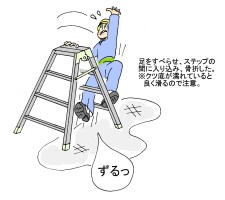 足をすべらせ、ステップの
間に入り込み、骨折した。
※クツ底が濡れていると
良く滑るので注意。
ずるっ